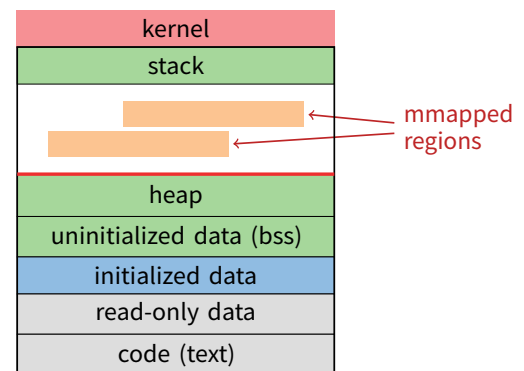 kernel
stack
mmapped
regions
heap
uninitialized data (bss)
initialized data
read-only data
code (text)